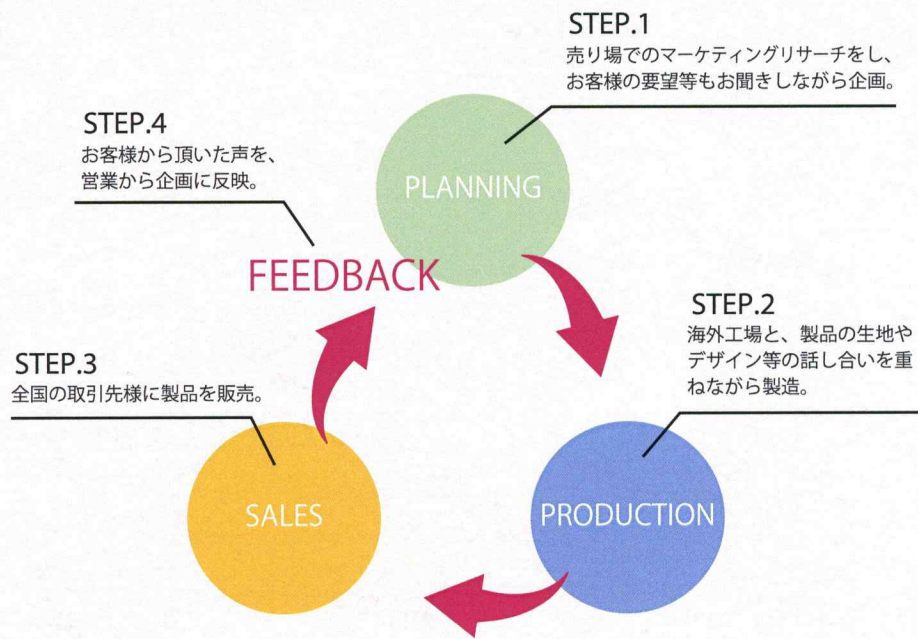 STEP.1
売り場でのマーケティングリサーチをし、
お客様の要望等もお聞きしながら企画。
PLANNING
STEP.2
海外工場と、製品の生地や
デザイン等の話し合いを重
ねながら製造。
PRODUCTION
STEP.3
全国の取引先様に製品を販売。
SALES
STEP.4
お客様から頂いた声を、
営業から企画に反映。
FEEDBACK